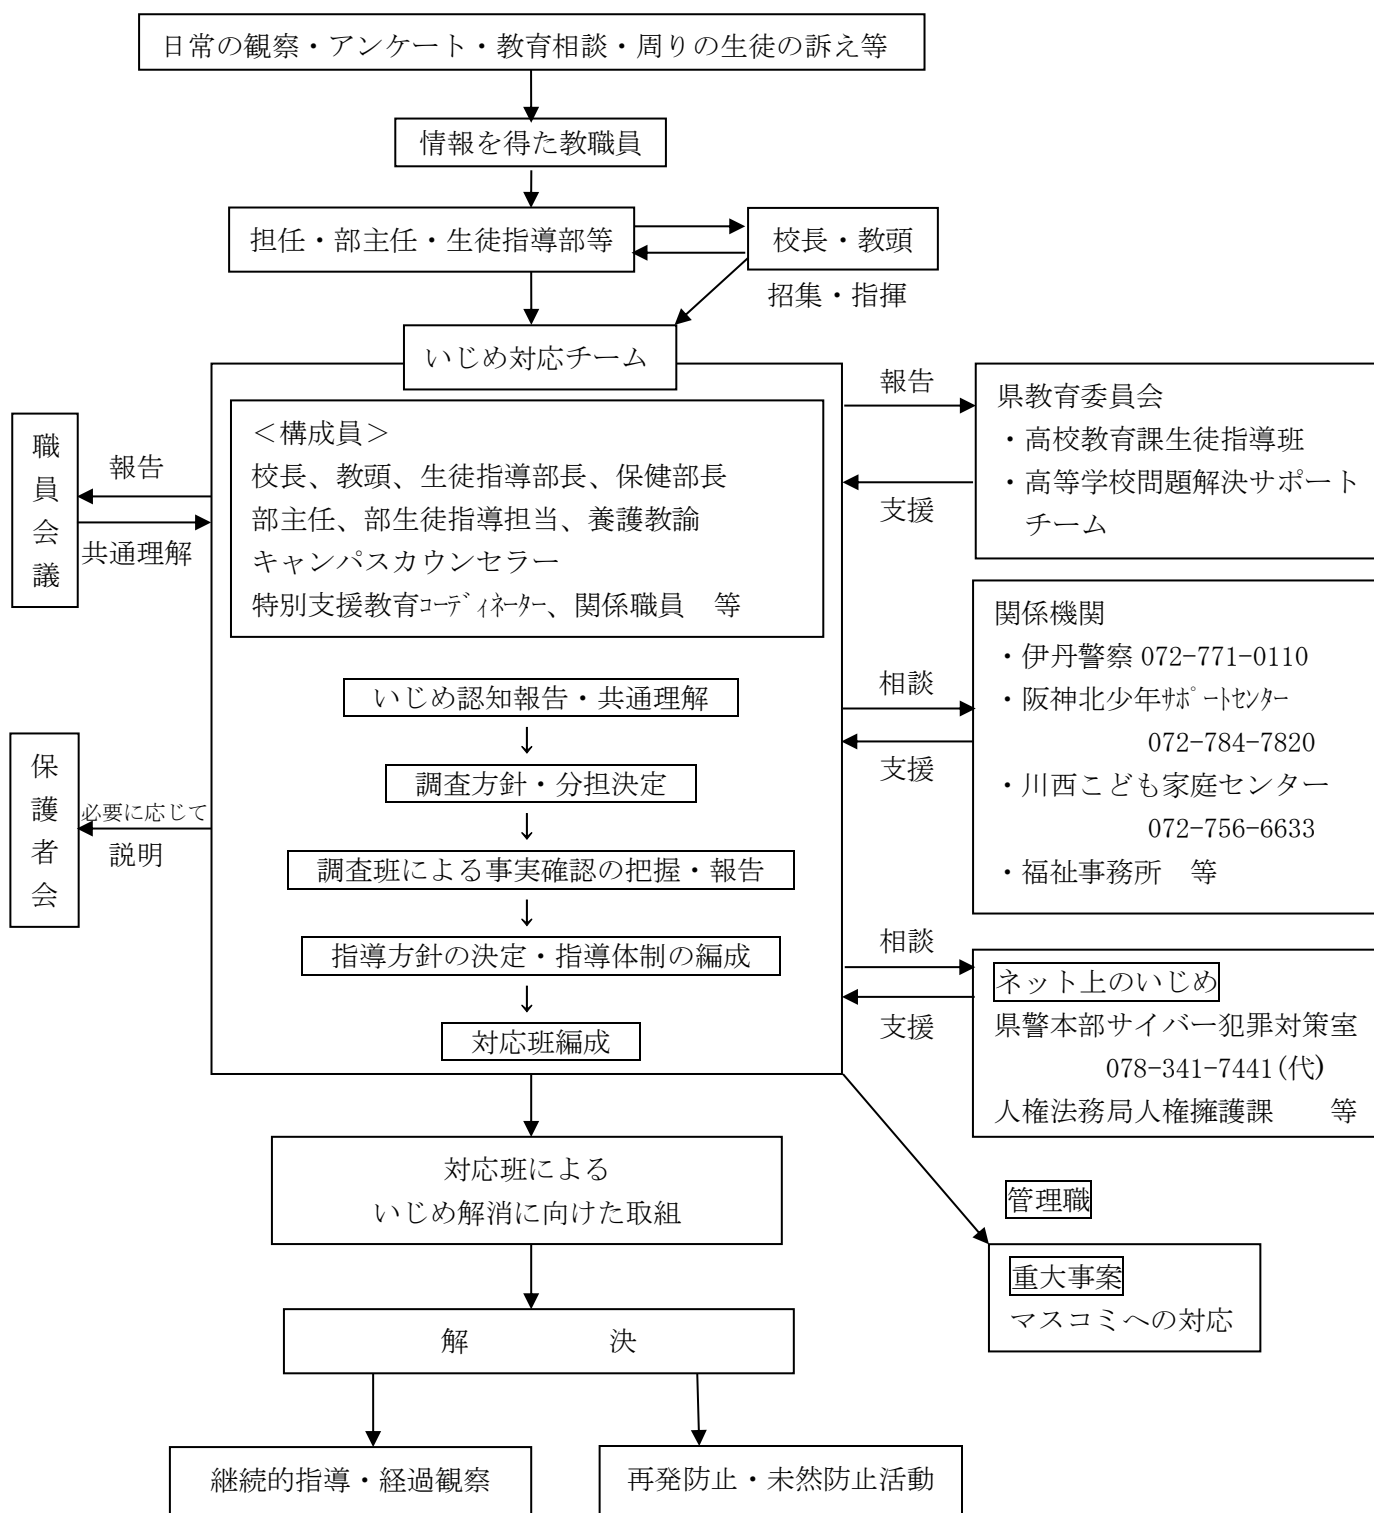 日常の観察・アンケート・教育相談・周りの生徒の訴え等
情報を得た教職員
担任・部主任・生徒指導部等
校長・教頭
招集・指揮
いじめ対応チーム
＜構成員＞
校長、教頭、生徒指導部長、保健部長
部主任、部生徒指導担当、養護教諭
キャンパスカウンセラー
特別支援教育ｺｰﾃﾞｨﾈｰﾀｰ、関係職員　等
職員会議
報告
共通理解
保護者会
必要に応じて
説明
いじめ認知報告・共通理解
↓
調査方針・分担決定
↓
調査班による事実確認の把握・報告
↓
指導方針の決定・指導体制の編成
↓
対応班編成
報告
支援
県教育委員会
・高校教育課生徒指導班
・高等学校問題解決サポート
チーム
相談
支援
関係機関
・伊丹警察 072-771-0110
・阪神北少年ｻﾎﾟｰﾄｾﾝﾀｰ
072-784-7820
・川西こども家庭センター
072-756-6633
・福祉事務所　等
相談
支援
ネット上のいじめ
県警本部サイバー犯罪対策室
078-341-7441(代)
人権法務局人権擁護課　　等
管理職
重大事案
マスコミへの対応
対応班による
いじめ解消に向けた取組
解　　　　　決
継続的指導・経過観察
再発防止・未然防止活動